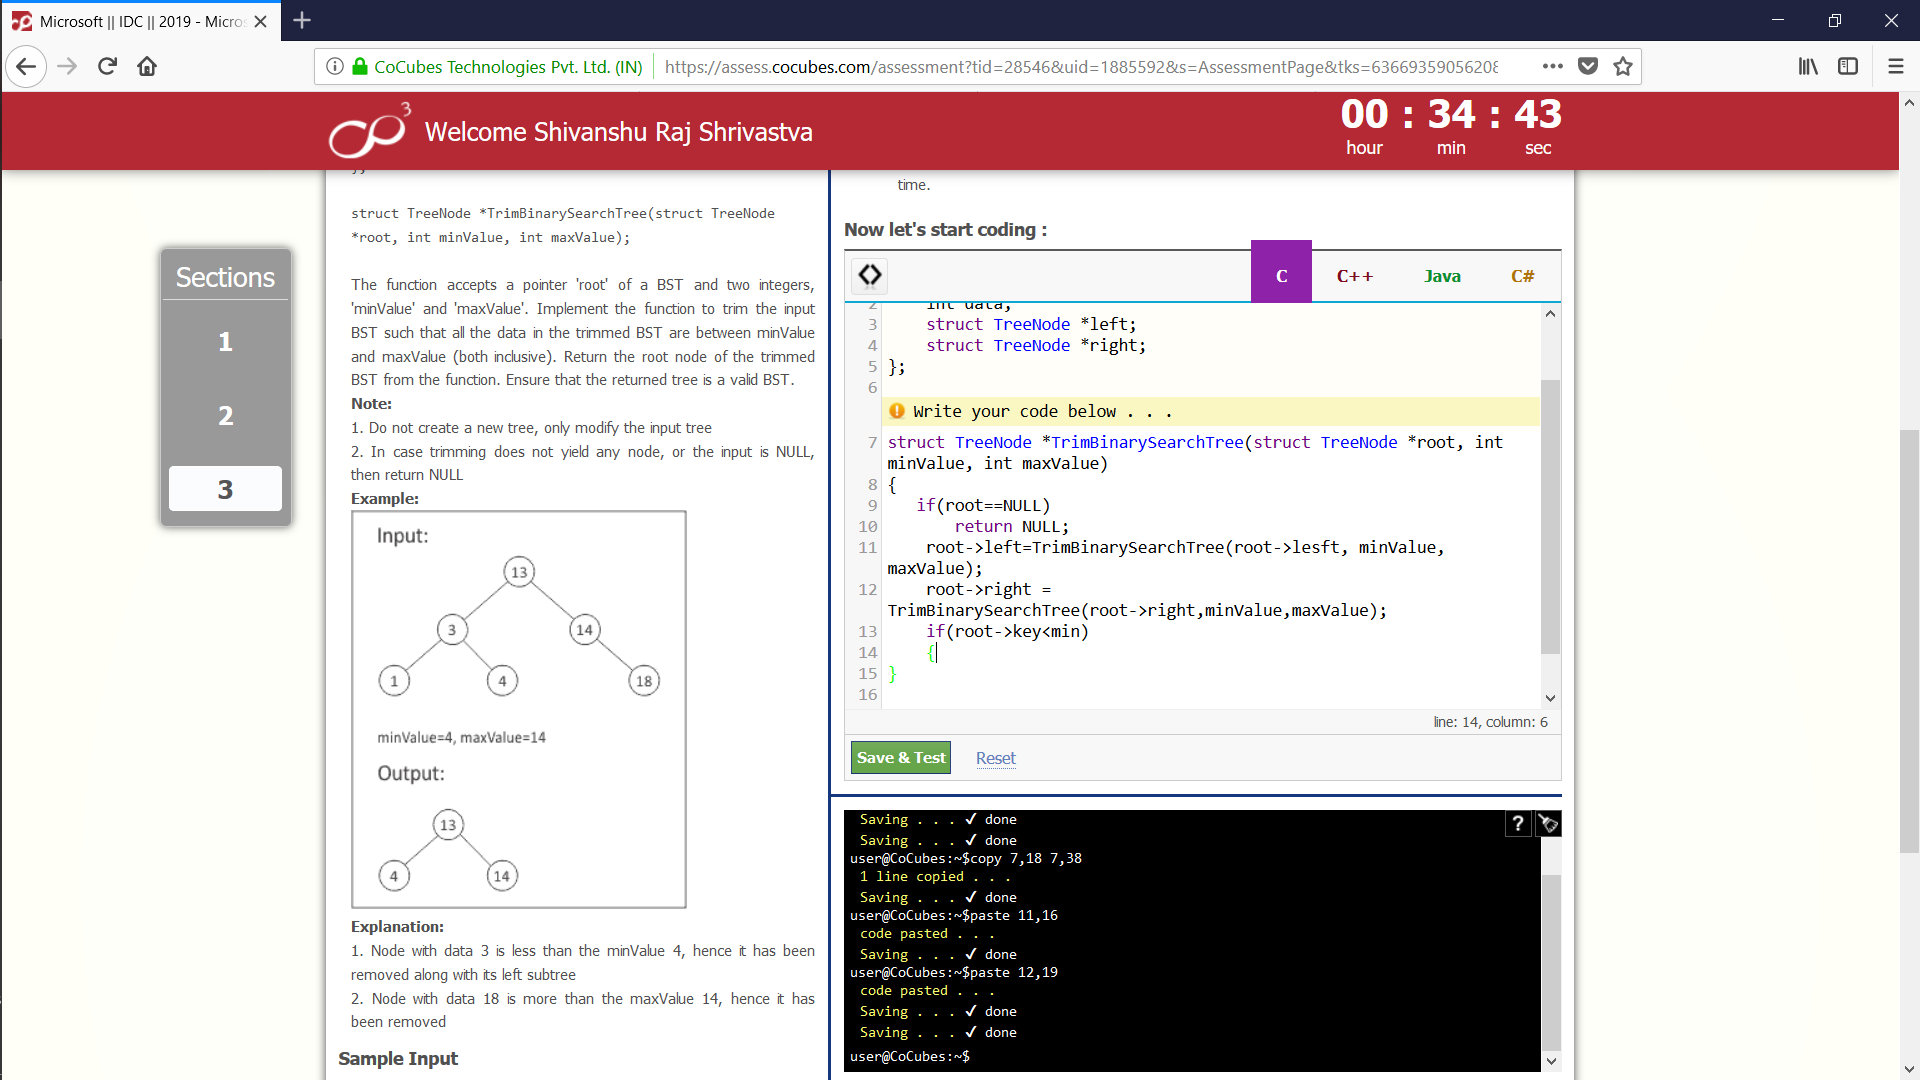 Microsoft || IDC || 2019 - Micros
CoCubes Technologies Pvt. Ltd. (IN)
https://assess.cocubes.com/assessment?tid=28546&uid=1885592&s=AssessmentPage&tks=6366935905620
3
Welcome Shivanshu Raj Shrivastva
00 : 34 : 43
hour min sec
Sections
1
2
3
};
struct TreeNode *TrimBinarySearchTree(struct TreeNode
*root, int minValue, int maxValue);
The function accepts a pointer 'root' of a BST and two integers,
'minValue' and 'maxValue'. Implement the function to trim the input
BST such that all the data in the trimmed BST are between minValue
and maxValue (both inclusive). Return the root node of the trimmed
BST from the function. Ensure that the returned tree is a valid BST.
Note:
1. Do not create a new tree, only modify the input tree
2. In case trimming does not yield any node, or the input is NULL,
then return NULL
Example:
Input:
13
3 14
1 4 18
minValue=4, maxValue=14
Output:
13
4 14
Explanation:
1. Node with data 3 is less than the minValue 4, hence it has been
removed along with its left subtree
2. Node with data 18 is more than the maxValue 14, hence it has
been removed
Sample Input
time.
Now let's start coding :
C C++ Java C#
2 int data;
3 struct TreeNode *left;
4 struct TreeNode *right;
5 };
6
Write your code below . . .
7 struct TreeNode *TrimBinarySearchTree(struct TreeNode *root, int
minValue, int maxValue)
8 {
9 if(root==NULL)
10 return NULL;
11 root->left=TrimBinarySearchTree(root->lesft, minValue,
maxValue);
12 root->right =
TrimBinarySearchTree(root->right,minValue,maxValue);
13 if(root->key<min)
14 {
15 }
16
line: 14, column: 6
Save & Test Reset
Saving . . . ✓ done
Saving . . . ✓ done
user@CoCubes:~$copy 7,18 7,38
1 line copied . . .
Saving . . . ✓ done
user@CoCubes:~$paste 11,16
code pasted . . .
Saving . . . ✓ done
user@CoCubes:~$paste 12,19
code pasted . . .
Saving . . . ✓ done
Saving . . . ✓ done
user@CoCubes:~$
?